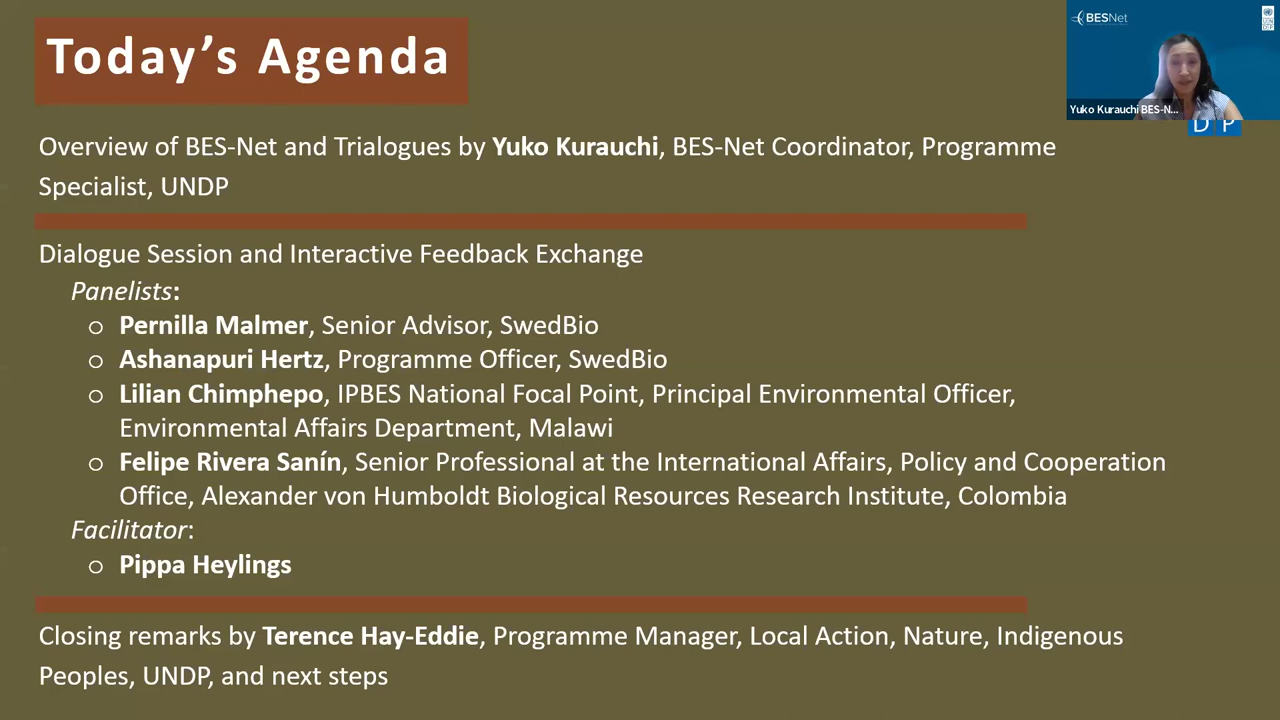 Today's Agenda
BESNet
Yuko Kurauchi BES-N...
D P
Overview of BES-Net and Trialogues by Yuko Kurauchi, BES-Net Coordinator, Programme
Specialist, UNDP
Dialogue Session and Interactive Feedback Exchange
Panelists:
o Pernilla Malmer, Senior Advisor, SwedBio
o Ashanapuri Hertz, Programme Officer, SwedBio
o Lilian Chimphepo, IPBES National Focal Point, Principal Environmental Officer,
Environmental Affairs Department, Malawi
o Felipe Rivera Sanín, Senior Professional at the International Affairs, Policy and Cooperation
Office, Alexander von Humboldt Biological Resources Research Institute, Colombia
Facilitator:
o Pippa Heylings
Closing remarks by Terence Hay-Eddie, Programme Manager, Local Action, Nature, Indigenous
Peoples, UNDP, and next steps